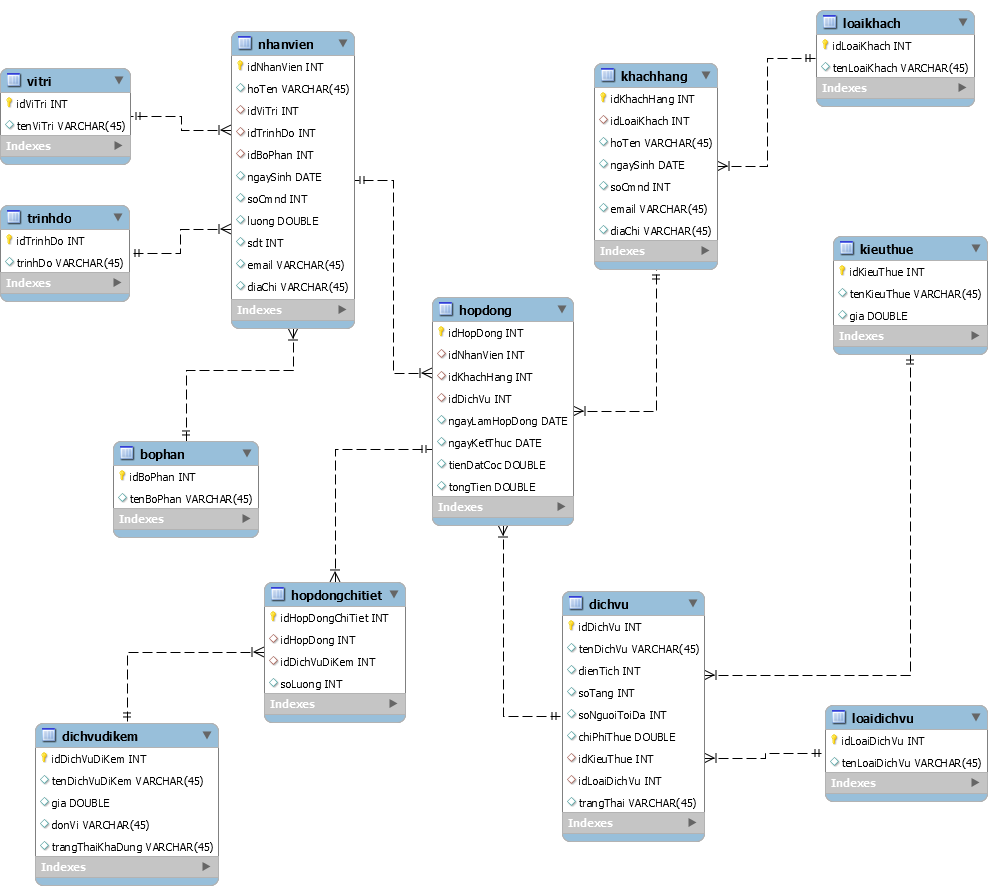 vitri
idViTri INT
tenViTri VARCHAR(45)
Indexes
trinhdo
idTrinhDo INT
trinhDo VARCHAR(45)
Indexes
nhanvien
idNhanVien INT
hoTen VARCHAR(45)
idViTri INT
idTrinhDo INT
idBoPhan INT
ngaySinh DATE
soCmnd INT
luong DOUBLE
sdt INT
email VARCHAR(45)
diaChi VARCHAR(45)
Indexes
bophan
idBoPhan INT
tenBoPhan VARCHAR(45)
Indexes
khachhang
idKhachHang INT
idLoaiKhach INT
hoTen VARCHAR(45)
ngaySinh DATE
soCmnd INT
email VARCHAR(45)
diaChi VARCHAR(45)
Indexes
loaikhach
idLoaiKhach INT
tenLoaiKhach VARCHAR(45)
Indexes
kieuthue
idKieuThue INT
tenKieuThue VARCHAR(45)
gia DOUBLE
Indexes
hopdong
idHopDong INT
idNhanVien INT
idKhachHang INT
idDichVu INT
ngayLamHopDong DATE
ngayKetThuc DATE
tienDatCoc DOUBLE
tongTien DOUBLE
Indexes
hopdongchitiet
idHopDongChiTiet INT
idHopDong INT
idDichVuDiKem INT
soLuong INT
Indexes
dichvudikem
idDichVuDiKem INT
tenDichVuDiKem VARCHAR(45)
gia DOUBLE
donVi VARCHAR(45)
trangThaiKhaDung VARCHAR(45)
Indexes
dichvu
idDichVu INT
tenDichVu VARCHAR(45)
dienTich INT
soTang INT
soNguoiToiDa INT
chiPhiThue DOUBLE
idKieuThue INT
idLoaiDichVu INT
trangThai VARCHAR(45)
Indexes
loaidichvu
idLoaiDichVu INT
tenLoaiDichVu VARCHAR(45)
Indexes